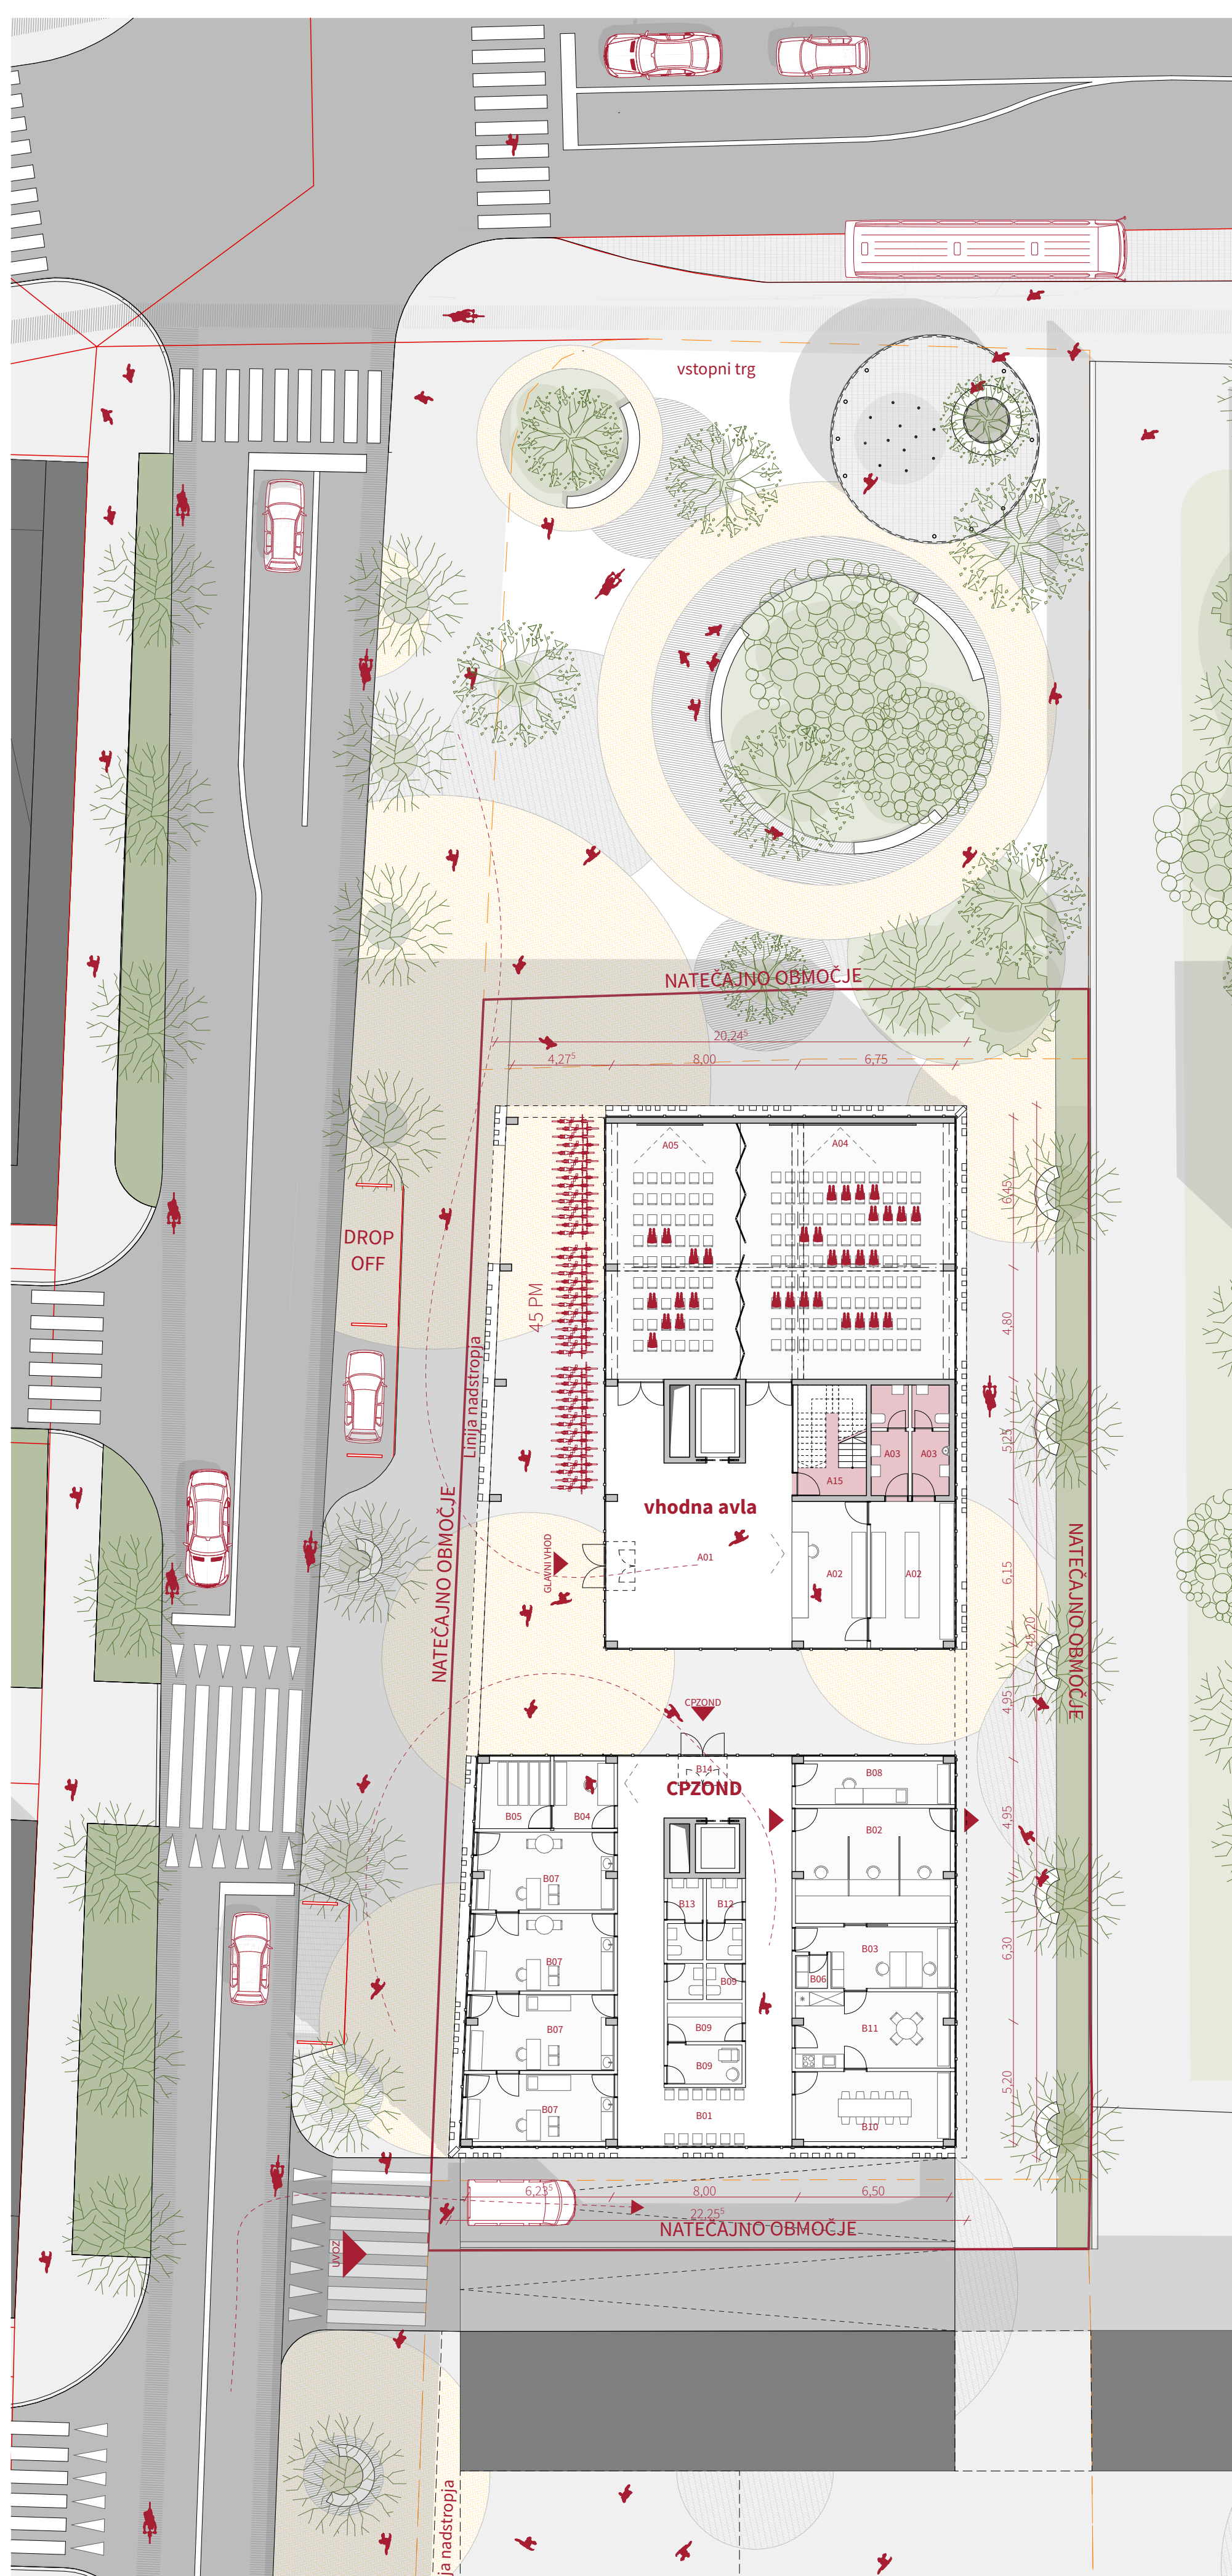 vstopni trg
NATEČAJNO OBMOČJE
20,24⁵
4,27⁵
8,00
6,75
A05
A04
6,45
DROP
OFF
45 PM
4,80
Linija nadstropja
5,25
A03
A03
A15
vhodna avla
NATEČAJNO OBMOČJE
GLAVNI VHOD
A01
A02
A02
6,15
NATEČAJNO OBMOČJE
45,20
4,95
CPZOND
B14
CPZOND
B08
B05
B04
B02
4,95
B07
B13
B12
B03
6,30
B07
B09
B06
B07
B09
B11
B09
5,20
B07
B01
B10
6,23⁵
8,00
6,50
22,25⁵
NATEČAJNO OBMOČJE
UVOZ
ja nadstropja